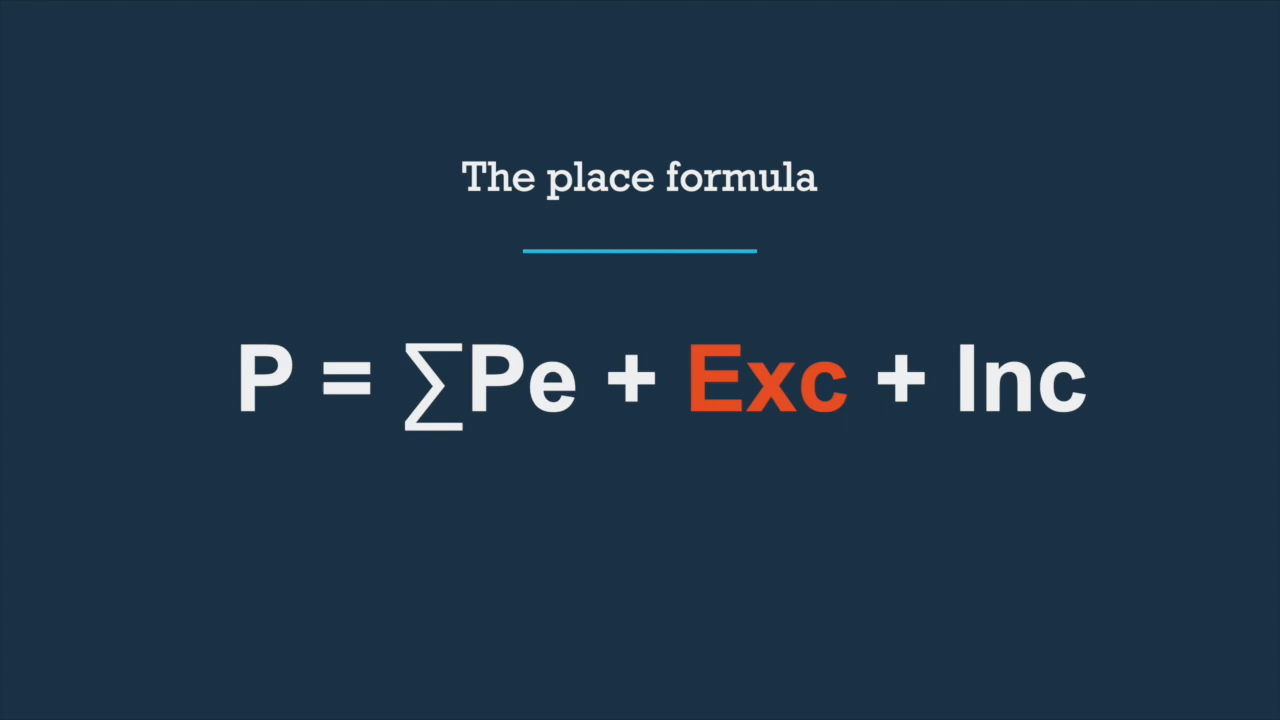 The place formula
P = ∑Pe + Exc + Inc